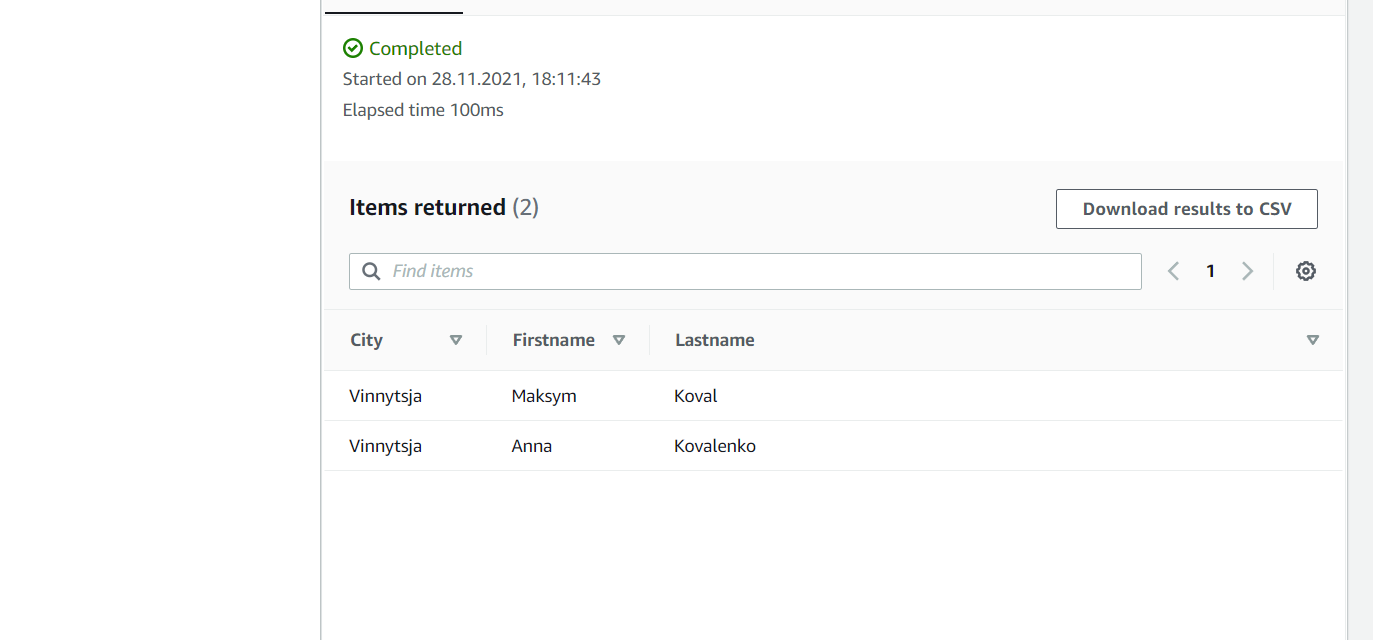 Completed
Started on 28.11.2021, 18:11:43
Elapsed time 100ms
Items returned (2)
Download results to CSV
Find items
1
City Firstname Lastname
Vinnytsja Maksym Koval
Vinnytsja Anna Kovalenko